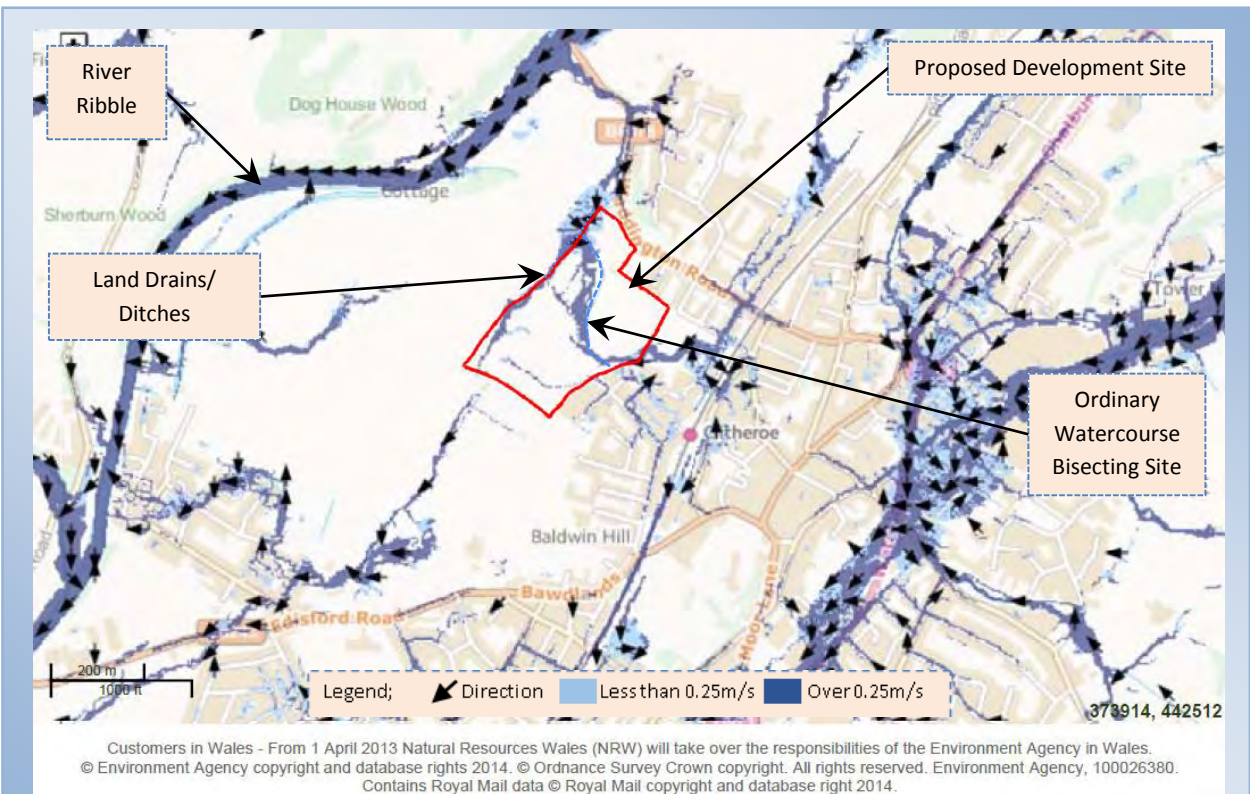 River
Ribble
Proposed Development Site
Dog House Wood
Cottage
Sherburn Wood
Waddington Road
Land Drains/
Ditches
Tower
Ordinary
Watercourse
Bisecting Site
Clitheroe
Baldwin Hill
Bawdlands
Edisford Road
Moor Lane
200 m
1000 ft
Legend;
Direction
Less than 0.25m/s
Over 0.25m/s
373914, 442512
Customers in Wales - From 1 April 2013 Natural Resources Wales (NRW) will take over the responsibilities of the Environment Agency in Wales.
© Environment Agency copyright and database rights 2014. © Ordnance Survey Crown copyright. All rights reserved. Environment Agency, 100026380.
Contains Royal Mail data © Royal Mail copyright and database right 2014.